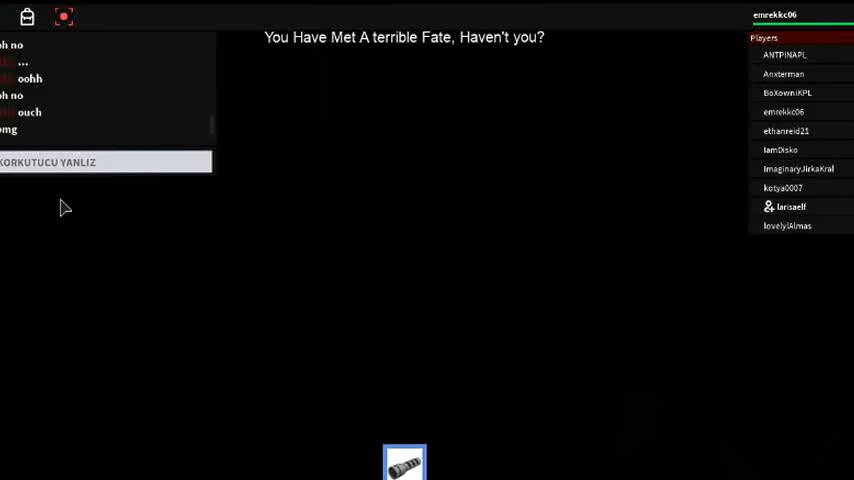 You Have Met A terrible Fate, Haven't you?
oh no
...
oohh
oh no
ouch
omg
KORKUTUCU YANLIZ
emrekkc06
Players
ANTPINAPL
Anxterman
BoXowniKPL
emrekkc06
ethanreid21
IamDisko
ImaginaryJirkaKral
kotya0007
larisaelf
lovelylAlmas